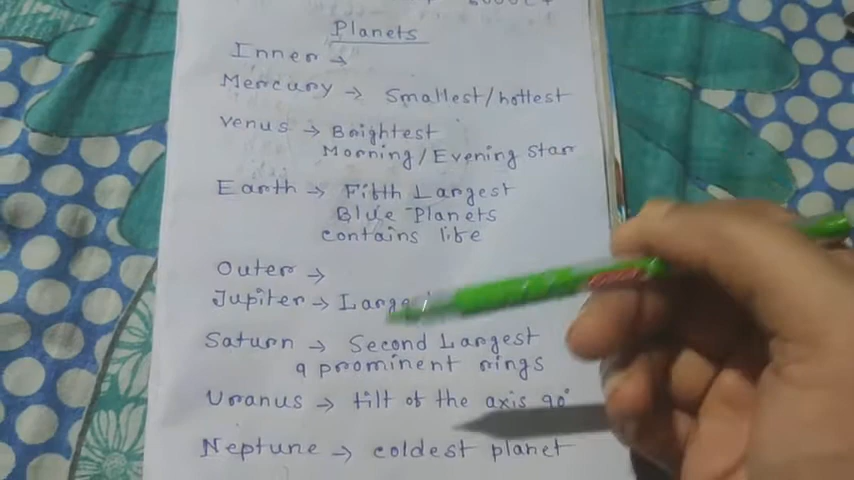 Planets
Inner →
Mercury → Smallest/hottest
Venus → Brightest
Morning/Evening Star
Earth → Fifth Largest
Blue Planets
contains life
Outer →
Jupiter →
Saturn → Second Largest
9 prominent rings
Uranus → tilt of the axis 90°
Neptune → coldest planet